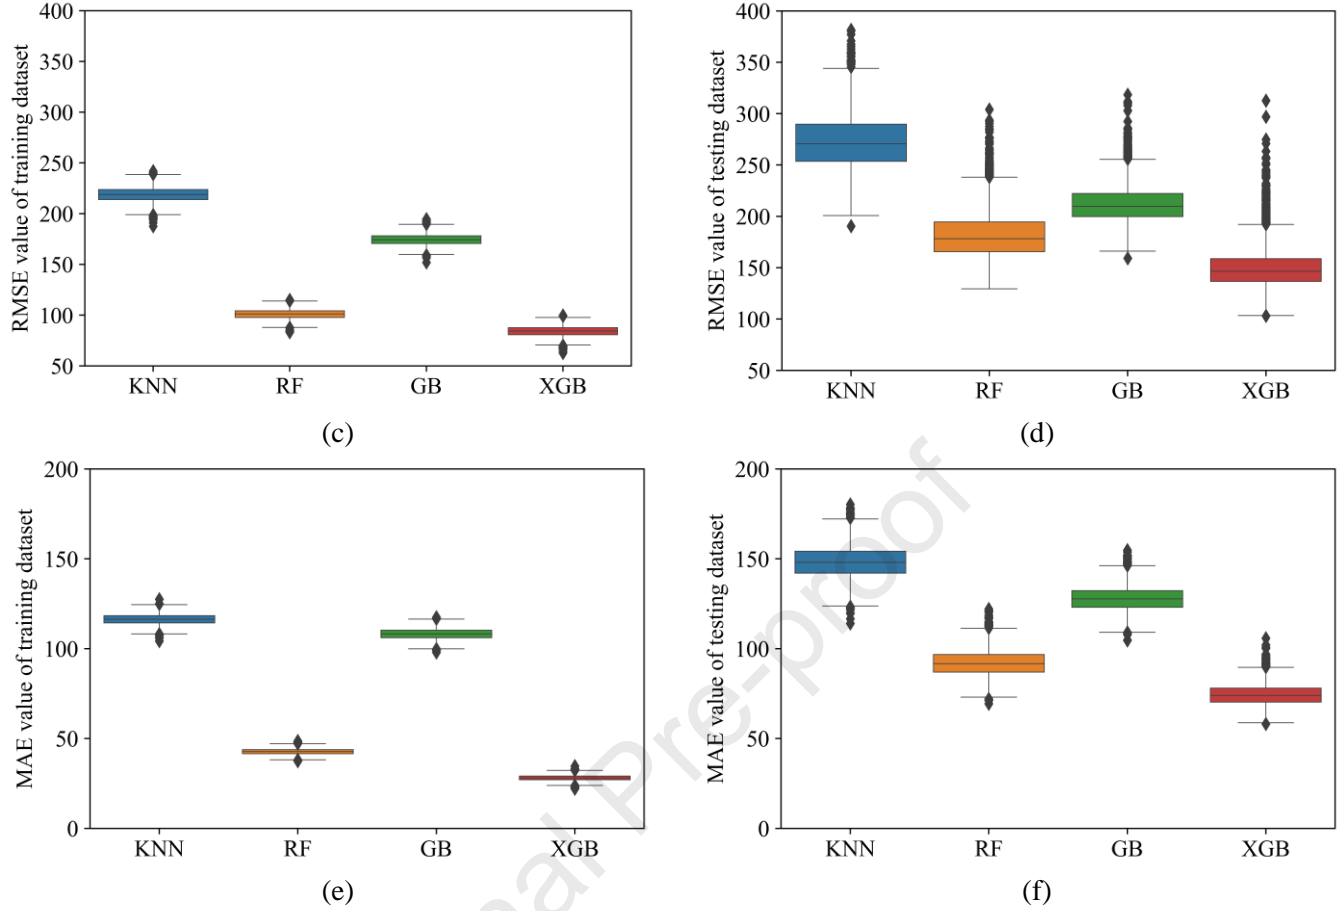 RMSE value of training dataset
400
350
300
250
200
150
100
50
KNN RF GB XGB
(c)
RMSE value of testing dataset
400
350
300
250
200
150
100
50
KNN RF GB XGB
(d)
MAE value of training dataset
200
150
100
50
0
KNN RF GB XGB
(e)
MAE value of testing dataset
200
150
100
50
0
KNN RF GB XGB
(f)
nal Pre-proof